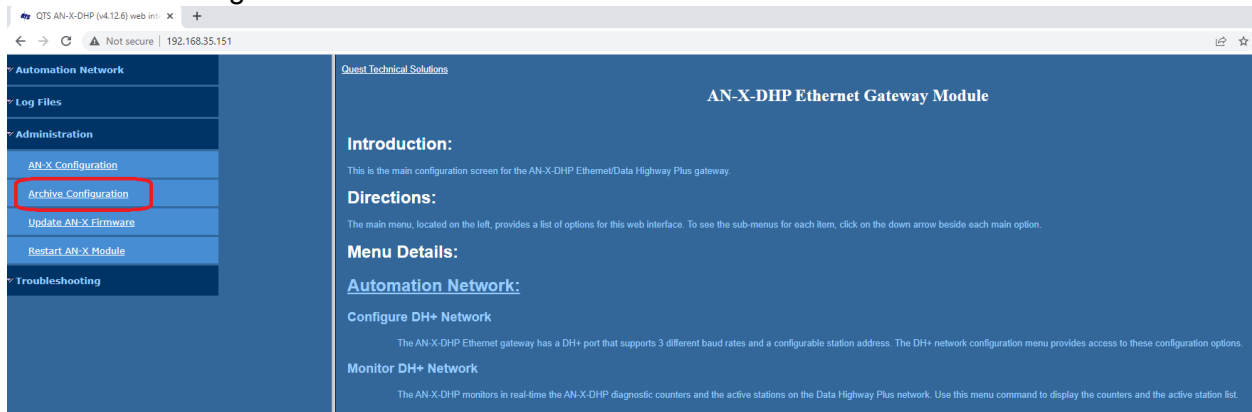 QTS AN-X-DHP (v4.12.6) web int
Not secure | 192.168.35.151
Automation Network
Log Files
Administration
AN-X Configuration
Archive Configuration
Update AN-X Firmware
Restart AN-X Module
Troubleshooting
Quest Technical Solutions
AN-X-DHP Ethernet Gateway Module
Introduction:
This is the main configuration screen for the AN-X-DHP Ethernet/Data Highway Plus gateway.
Directions:
The main menu, located on the left, provides a list of options for this web interface. To see the sub-menus for each item, click on the down arrow beside each main option.
Menu Details:
Automation Network:
Configure DH+ Network
The AN-X-DHP Ethernet gateway has a DH+ port that supports 3 different baud rates and a configurable station address. The DH+ network configuration menu provides access to these configuration options.
Monitor DH+ Network
The AN-X-DHP monitors in real-time the AN-X-DHP diagnostic counters and the active stations on the Data Highway Plus network. Use this menu command to display the counters and the active station list.